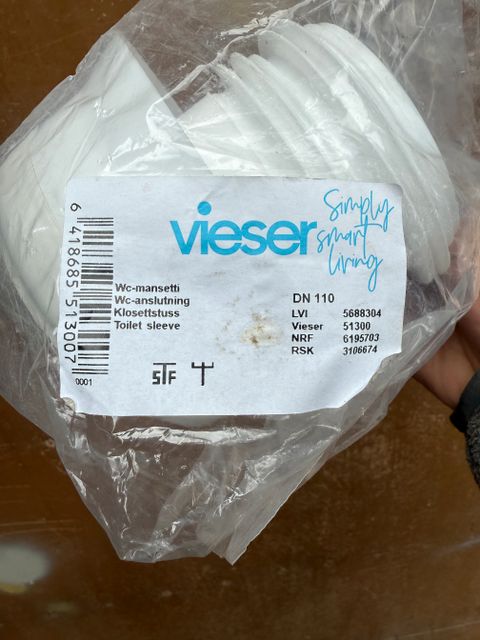 vieser
Simply
smart
living
Wc-mansetti
Wc-anslutning
Klosettstuss
Toilet sleeve
DN 110
LVI 5688304
Vieser 51300
NRF 6195703
RSK 3106674
6 418685 513007
0001
STF